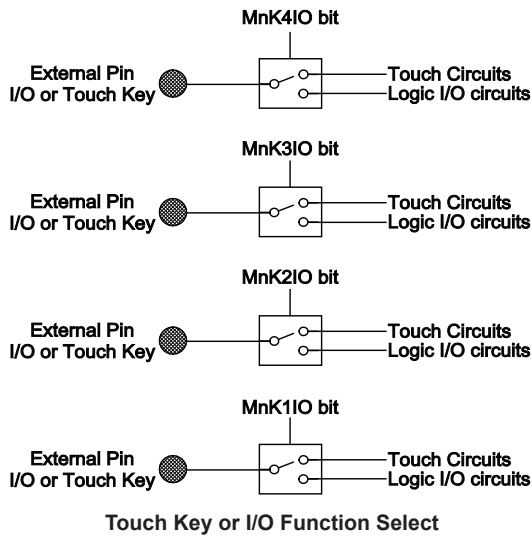 MnK4IO bit
External Pin
I/O or Touch Key
Touch Circuits
Logic I/O circuits
MnK3IO bit
External Pin
I/O or Touch Key
Touch Circuits
Logic I/O circuits
MnK2IO bit
External Pin
I/O or Touch Key
Touch Circuits
Logic I/O circuits
MnK1IO bit
External Pin
I/O or Touch Key
Touch Circuits
Logic I/O circuits
Touch Key or I/O Function Select